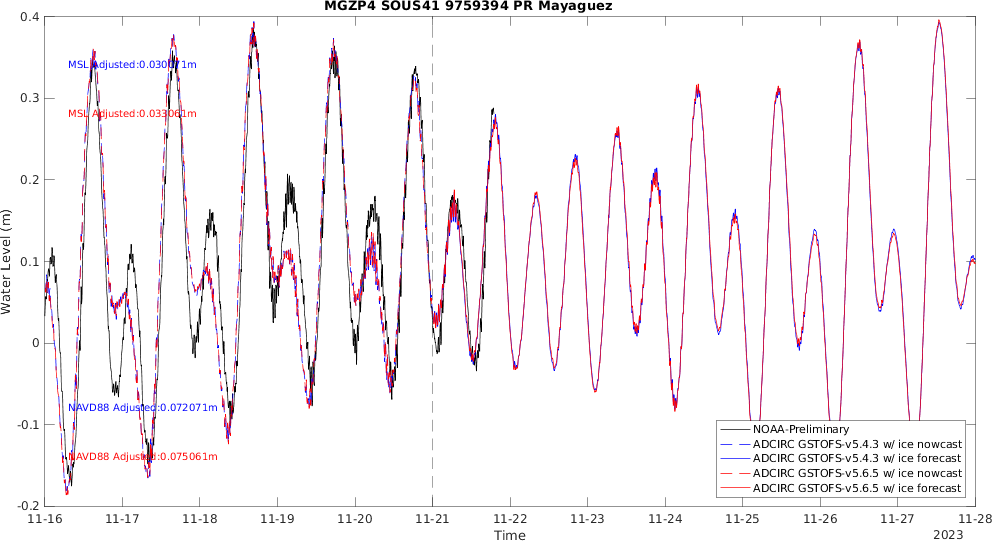 MGZP4 SOUS41 9759394 PR Mayaguez
Water Level (m)
0.4
0.3
0.2
0.1
0
-0.1
-0.2
MSL Adjusted:0.030071m
MSL Adjusted:0.033061m
NAVD88 Adjusted:0.072071m
NAVD88 Adjusted:0.075061m
NOAA-Preliminary
ADCIRC GSTOFS-v5.4.3 w/ ice nowcast
ADCIRC GSTOFS-v5.4.3 w/ ice forecast
ADCIRC GSTOFS-v5.6.5 w/ ice nowcast
ADCIRC GSTOFS-v5.6.5 w/ ice forecast
11-16 11-17 11-18 11-19 11-20 11-21 11-22 11-23 11-24 11-25 11-26 11-27 11-28
Time
2023